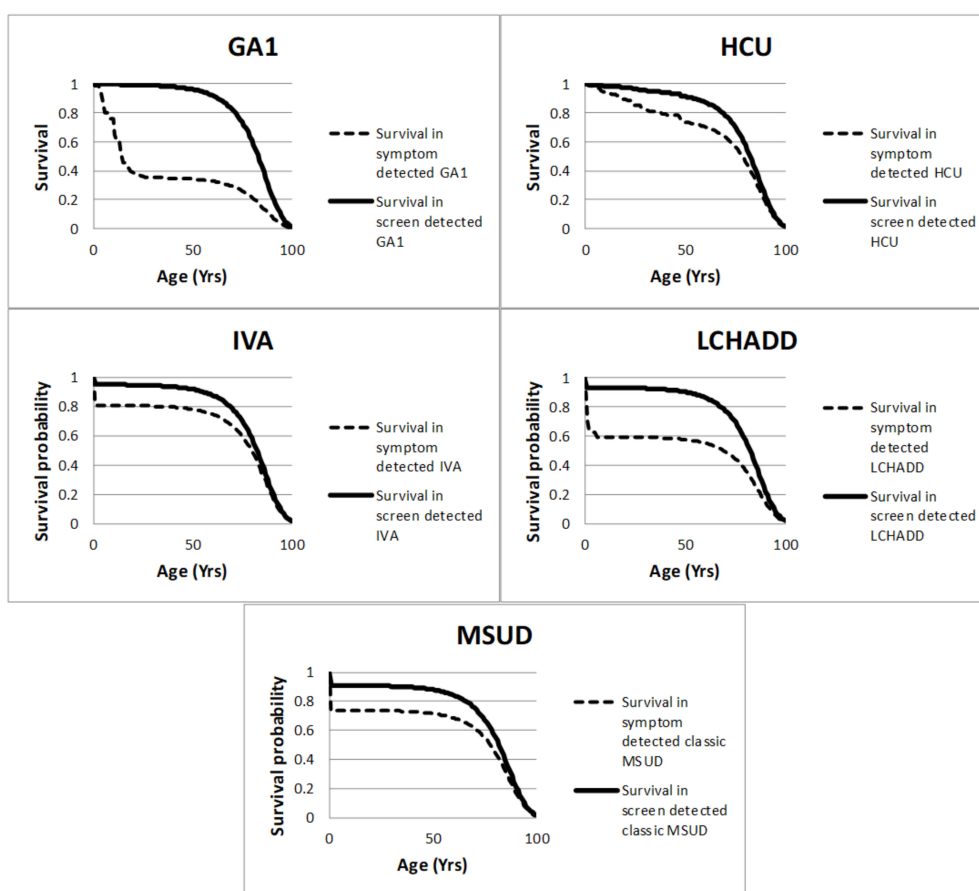 GA1
Survival
1
0.8
0.6
0.4
0.2
0
0
50
100
Age (Yrs)
Survival in
symptom
detected GA1
Survival in
screen detected
GA1
HCU
Survival
1
0.8
0.6
0.4
0.2
0
0
50
100
Age (Yrs)
Survival in
symptom
detected HCU
Survival in
screen detected
HCU
IVA
Survival probability
1
0.8
0.6
0.4
0.2
0
0
50
100
Age (Yrs)
Survival in
symptom
detected IVA
Survival in
screen detected
IVA
LCHADD
Survival probability
1
0.8
0.6
0.4
0.2
0
0
50
100
Age (Yrs)
Survival in
symptom
detected
LCHADD
Survival in
screen detected
LCHADD
MSUD
Survival probability
1
0.8
0.6
0.4
0.2
0
0
50
100
Age (Yrs)
Survival in
symptom
detected classic
MSUD
Survival in
screen detected
classic MSUD